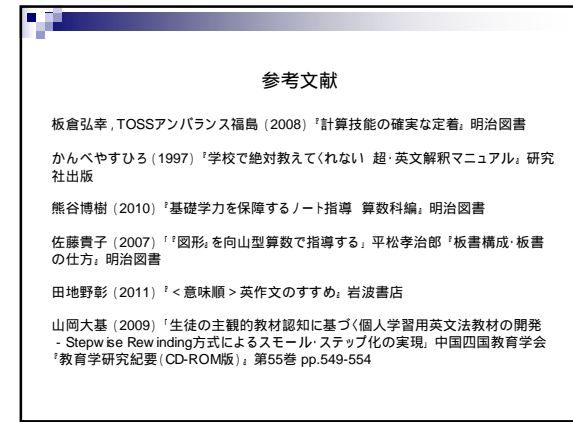 参考文献
板倉弘幸,TOSSアンバランス福島(2008)『計算技能の確実な定着』明治図書
かんべやすひろ(1997)『学校で絶対教えてくれない 超・英文解釈マニュアル』研究
社出版
熊谷博樹(2010)『基礎学力を保障するノート指導 算数科編』明治図書
佐藤貴子(2007)「『図形』を向山型算数で指導する」平松孝治郎『板書構成・板書
の仕方』明治図書
田地野彰(2011)『<意味順>英作文のすすめ』岩波書店
山岡大基(2009)「生徒の主観的教材認知に基づく個人学習用英文法教材の開発
- Stepwise Rewinding方式によるスモール・ステップ化の実現」中国四国教育学会
『教育学研究紀要(CD-ROM版)』第55巻 pp.549-554